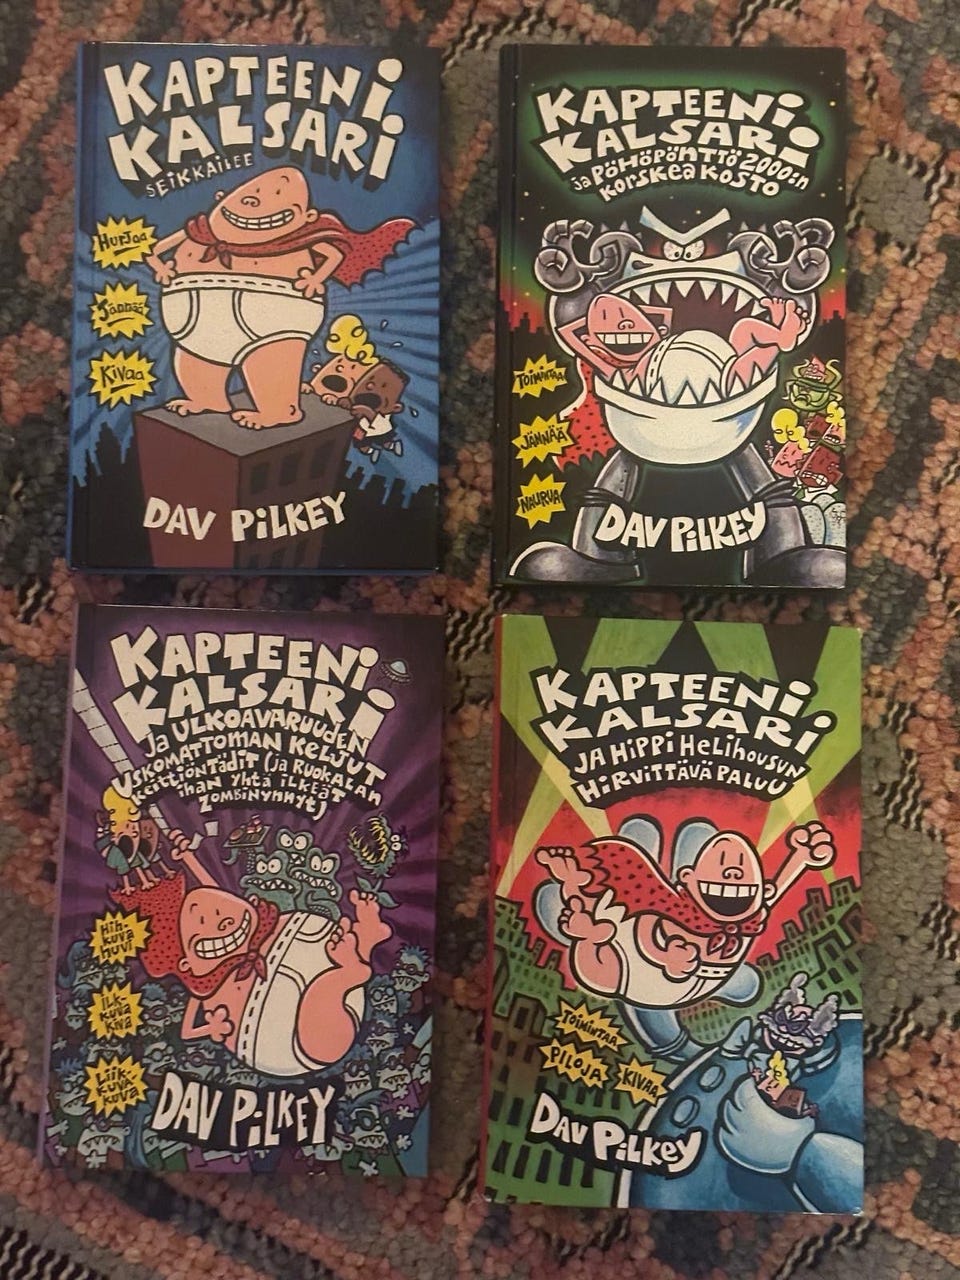 KAPTEENI
KALSARI
SEIKKAILEE
HURJAA
JÄNNÄÄ
KIVAA
DAV PILKEY
KAPTEENI
KALSARI
JA PÖHÖPÖNTTÖ 2000:n
KORSKEA KOSTO
TOIMINTAA
JÄNNÄÄ
NAURUA
DAV PILKEY
KAPTEENI
KALSARI
JA ULKOAVARUUDEN
USKOMATTOMAN KELJUT
KEITTIÖNTÄDIT (JA RUOKALAN
IHAN YHTÄ ILKEÄT
ZOMBINYNNYT)
HIH-
KUVA
HUVI
ILK-
KUVA
KIVA
LIIK-
KUVA
KUVA
DAV PILKEY
KAPTEENI
KALSARI
JA HIPPI HELIHOUSUN
HIRVITTÄVÄ PALUU
TOIMINTAA
PILOJA
KIVAA
DAV PILKEY